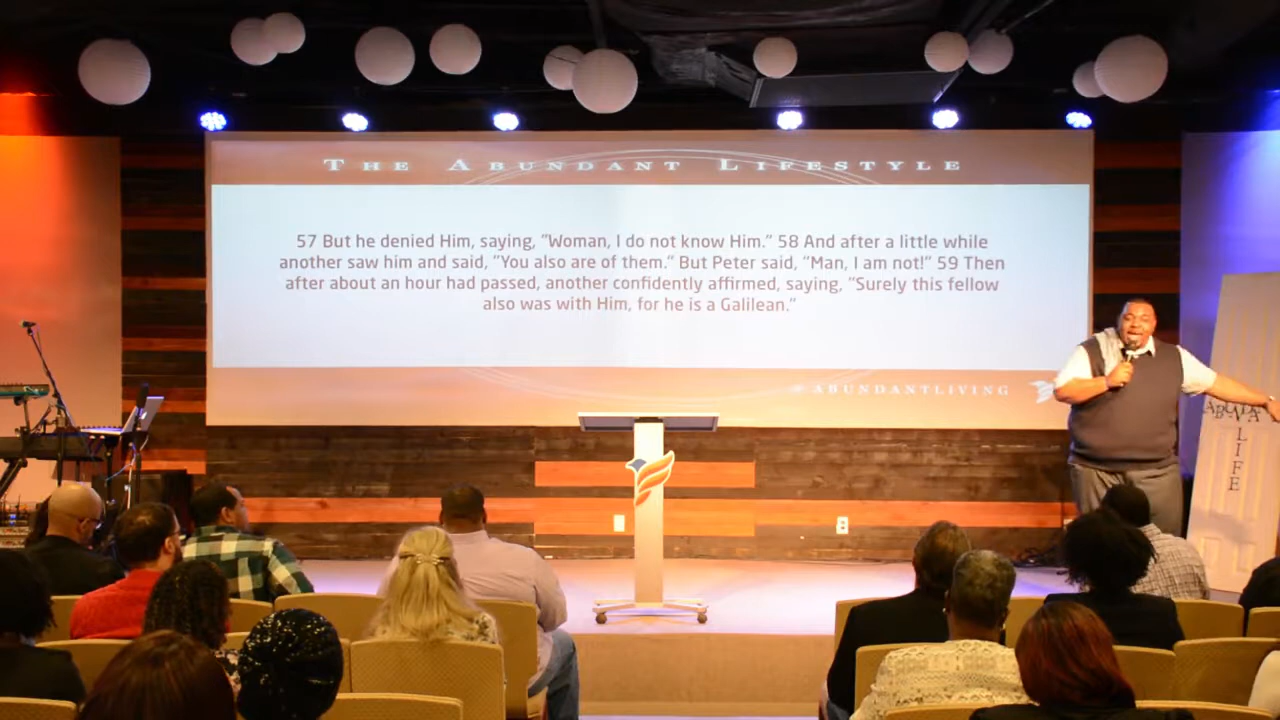 The Abundant Lifestyle
57 But he denied Him, saying, "Woman, I do not know Him." 58 And after a little while
another saw him and said, "You also are of them." But Peter said, "Man, I am not!" 59 Then
after about an hour had passed, another confidently affirmed, saying, "Surely this fellow
also was with Him, for he is a Galilean."
#ABUNDANTLIVING
LIFE